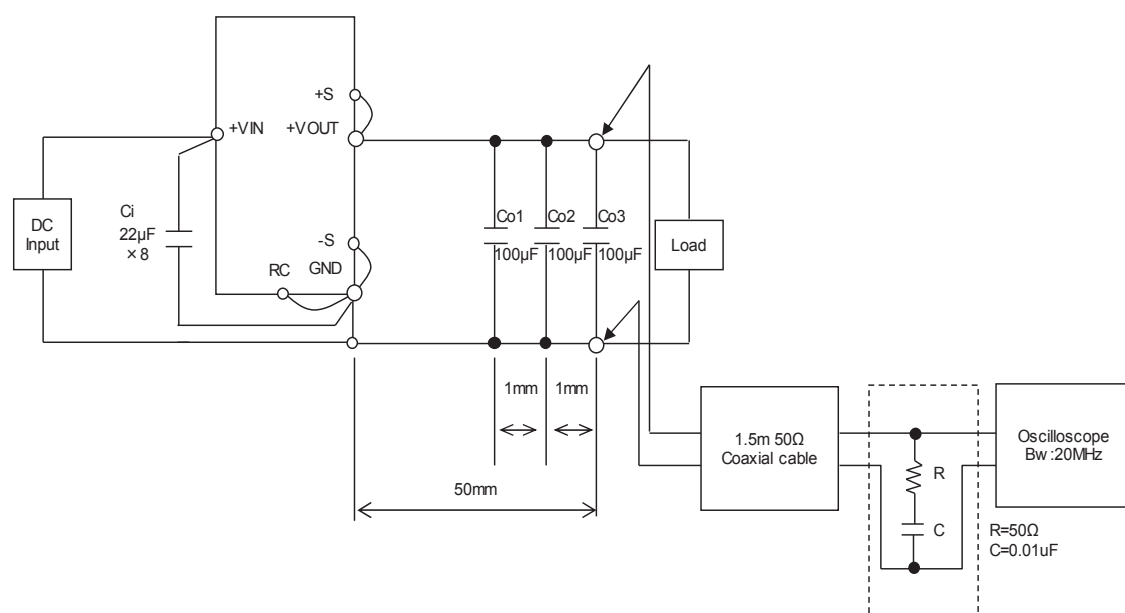 +S
+VIN
+VOUT
Ci
22µF
×8
DC
Input
-S
RC
GND
Co1
Co2
Co3
100µF
100µF
100µF
Load
1mm
1mm
50mm
1.5m 50Ω
Coaxial cable
R
C
Oscilloscope
Bw:20MHz
R=50Ω
C=0.01uF